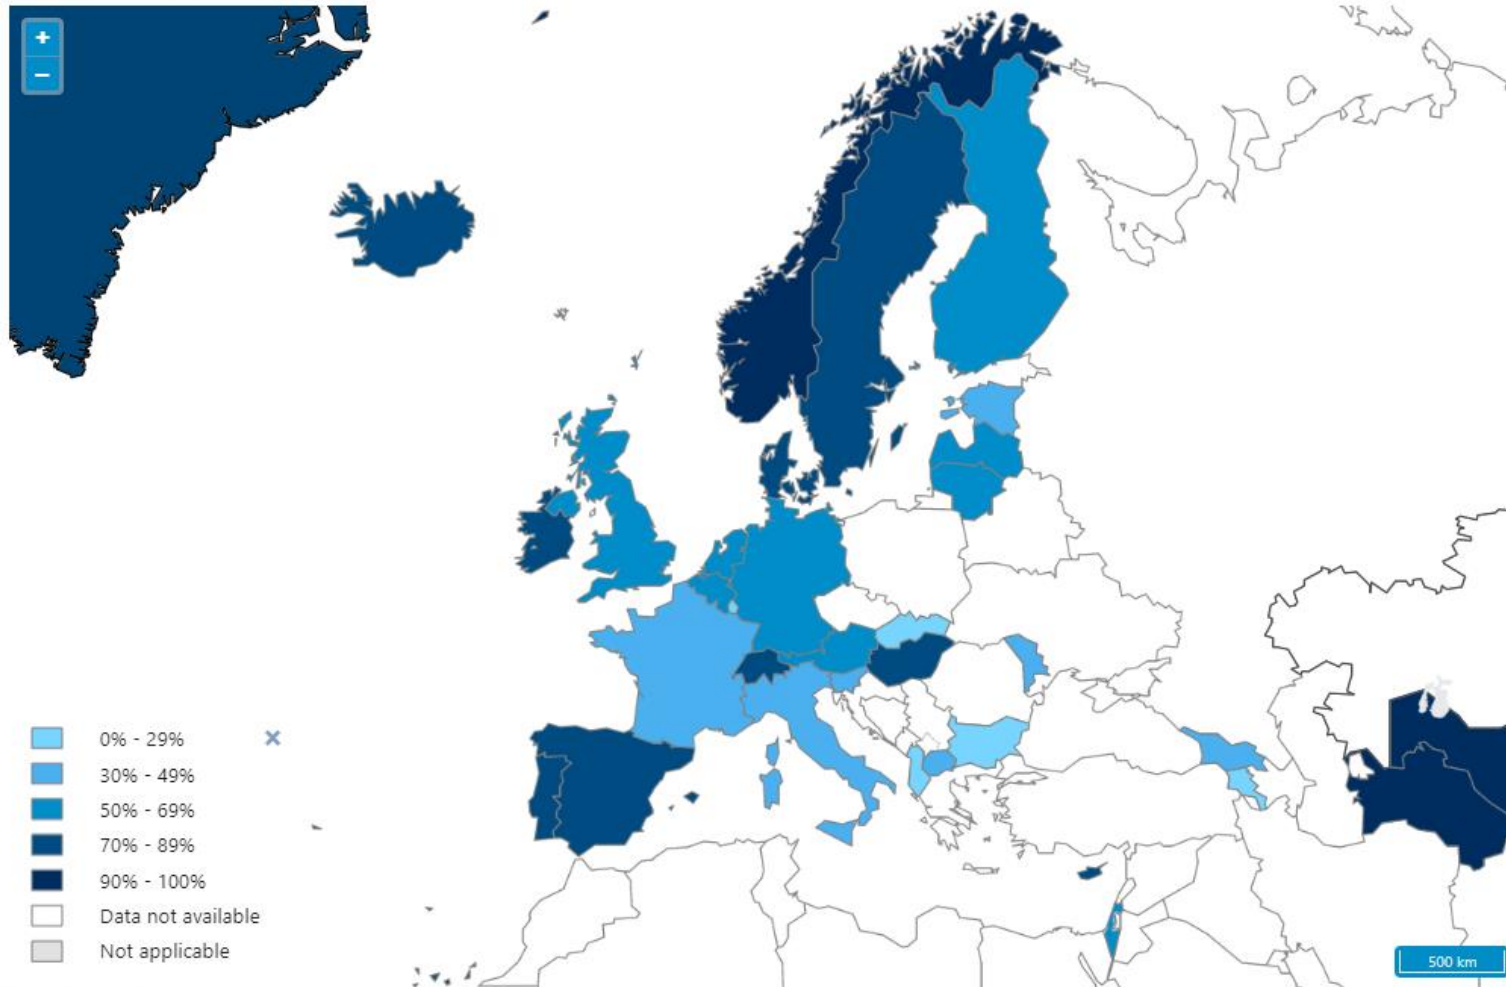 +
−
0% - 29%
30% - 49%
50% - 69%
70% - 89%
90% - 100%
Data not available
Not applicable
500 km